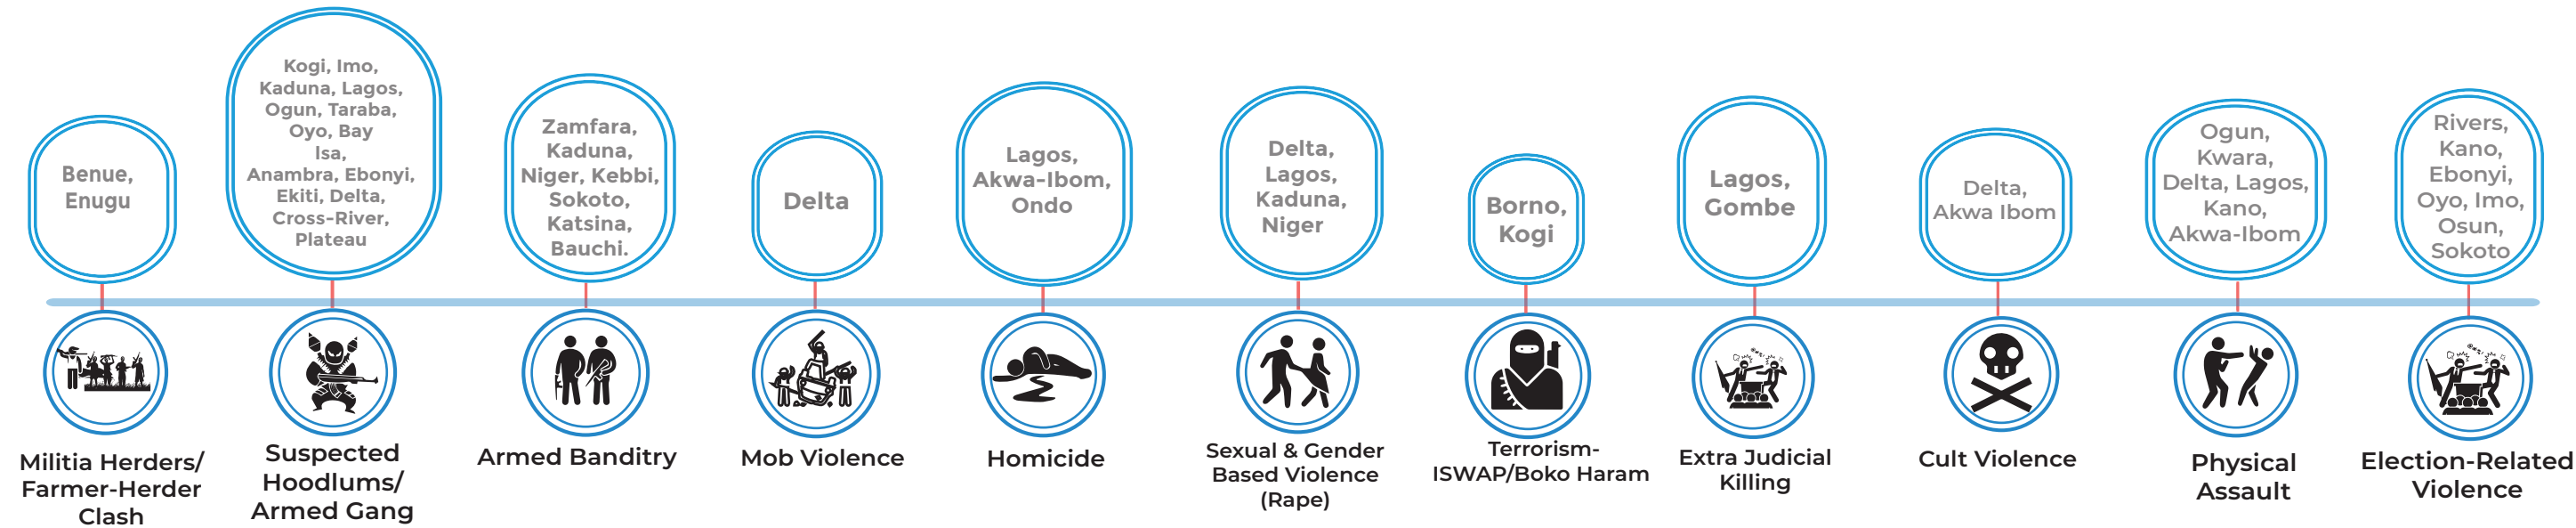 Benue,
Enugu
Kogi, Imo,
Kaduna, Lagos,
Ogun, Taraba,
Oyo, Bay
Isa,
Anambra, Ebonyi,
Ekiti, Delta,
Cross-River,
Plateau
Zamfara,
Kaduna,
Niger, Kebbi,
Sokoto,
Katsina,
Bauchi.
Delta
Lagos,
Akwa-Ibom,
Ondo
Delta,
Lagos,
Kaduna,
Niger
Borno,
Kogi
Lagos,
Gombe
Delta,
Akwa Ibom
Ogun,
Kwara,
Delta, Lagos,
Kano,
Akwa-Ibom
Rivers,
Kano,
Ebonyi,
Oyo, Imo,
Osun,
Sokoto
Militia Herders/
Farmer-Herder
Clash
Suspected
Hoodlums/
Armed Gang
Armed Banditry
Mob Violence
Homicide
Sexual & Gender
Based Violence
(Rape)
Terrorism-
ISWAP/Boko Haram
Extra Judicial
Killing
Cult Violence
Physical
Assault
Election-Related
Violence